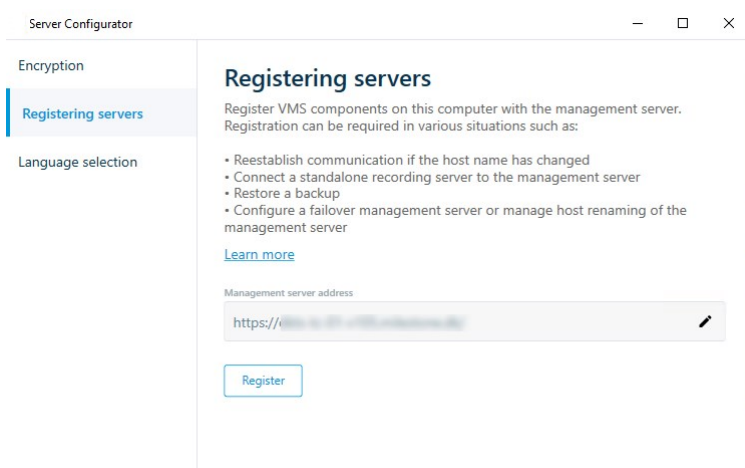 Server Configurator
Encryption
Registering servers
Language selection
Registering servers
Register VMS components on this computer with the management server.
Registration can be required in various situations such as:
• Reestablish communication if the host name has changed
• Connect a standalone recording server to the management server
• Restore a backup
• Configure a failover management server or manage host renaming of the
management server
Learn more
Management server address
https://
Register